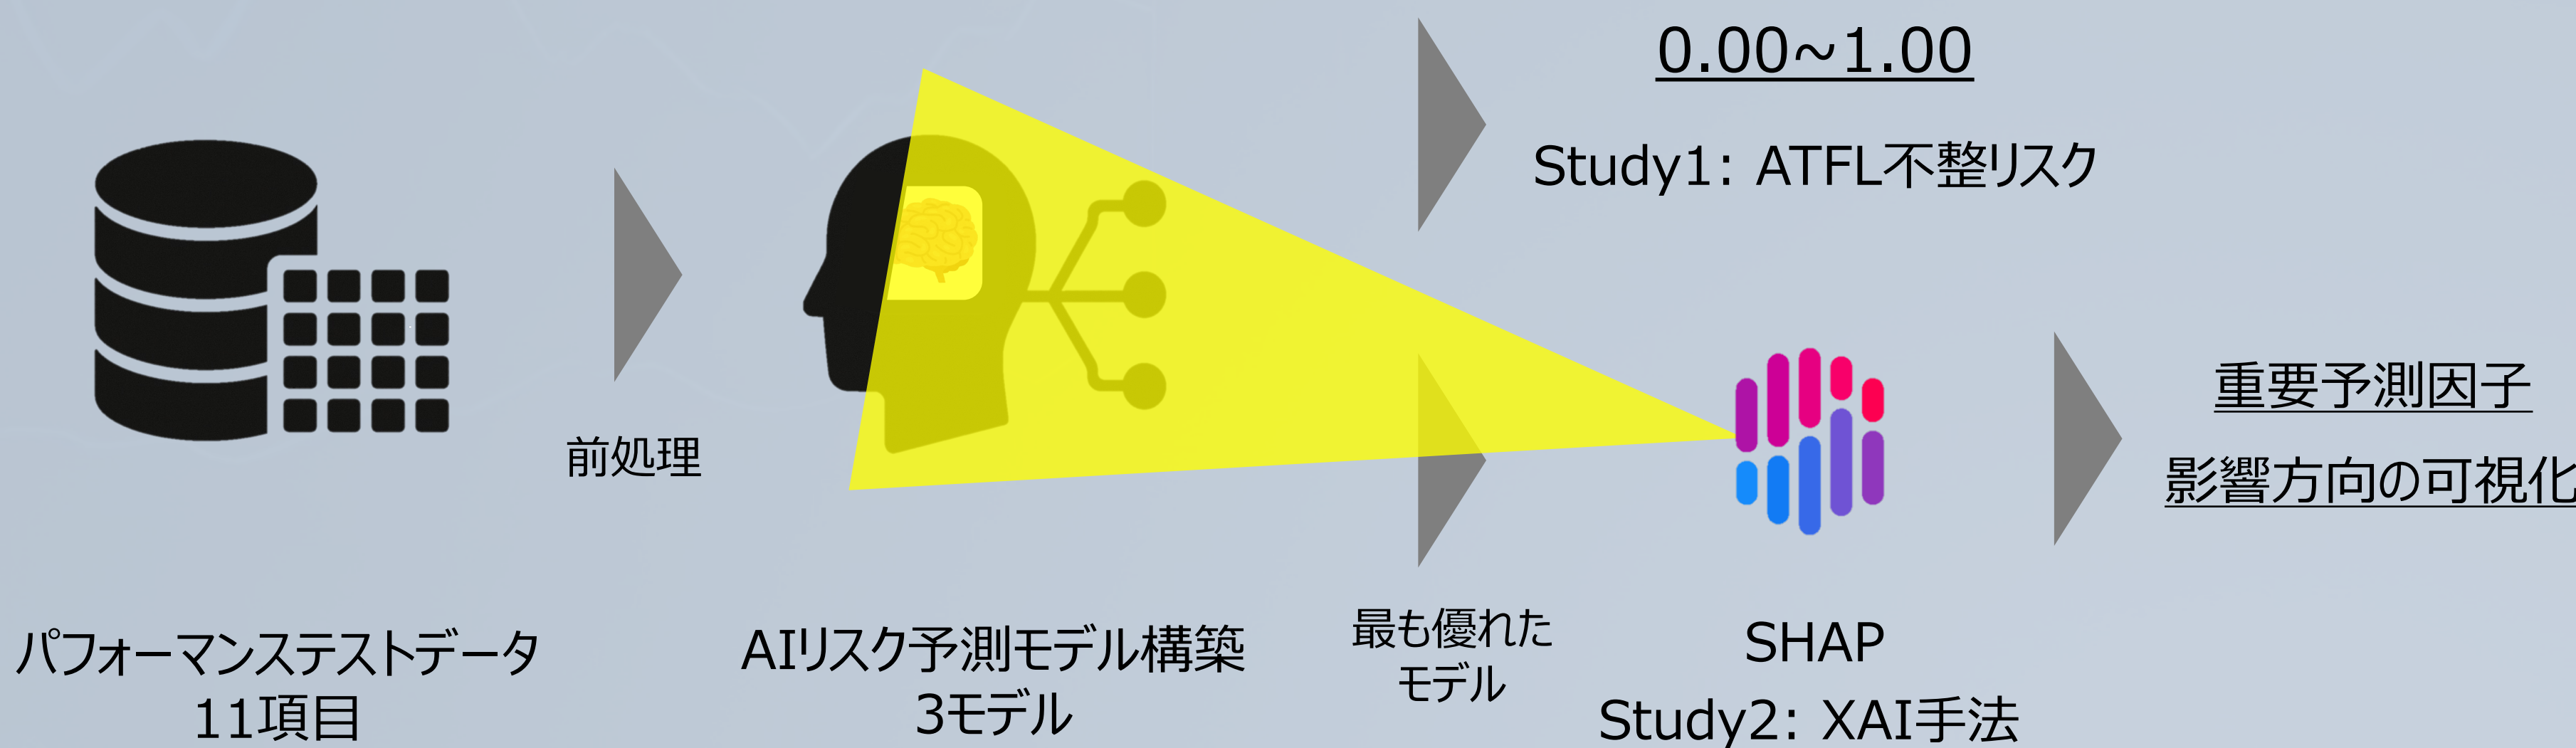 0.00~1.00
Study1: ATFL不整リスク
前処理
重要予測因子
影響方向の可視化
パフォーマンステストデータ
11項目
AIリスク予測モデル構築
3モデル
最も優れた
モデル
SHAP
Study2: XAI手法